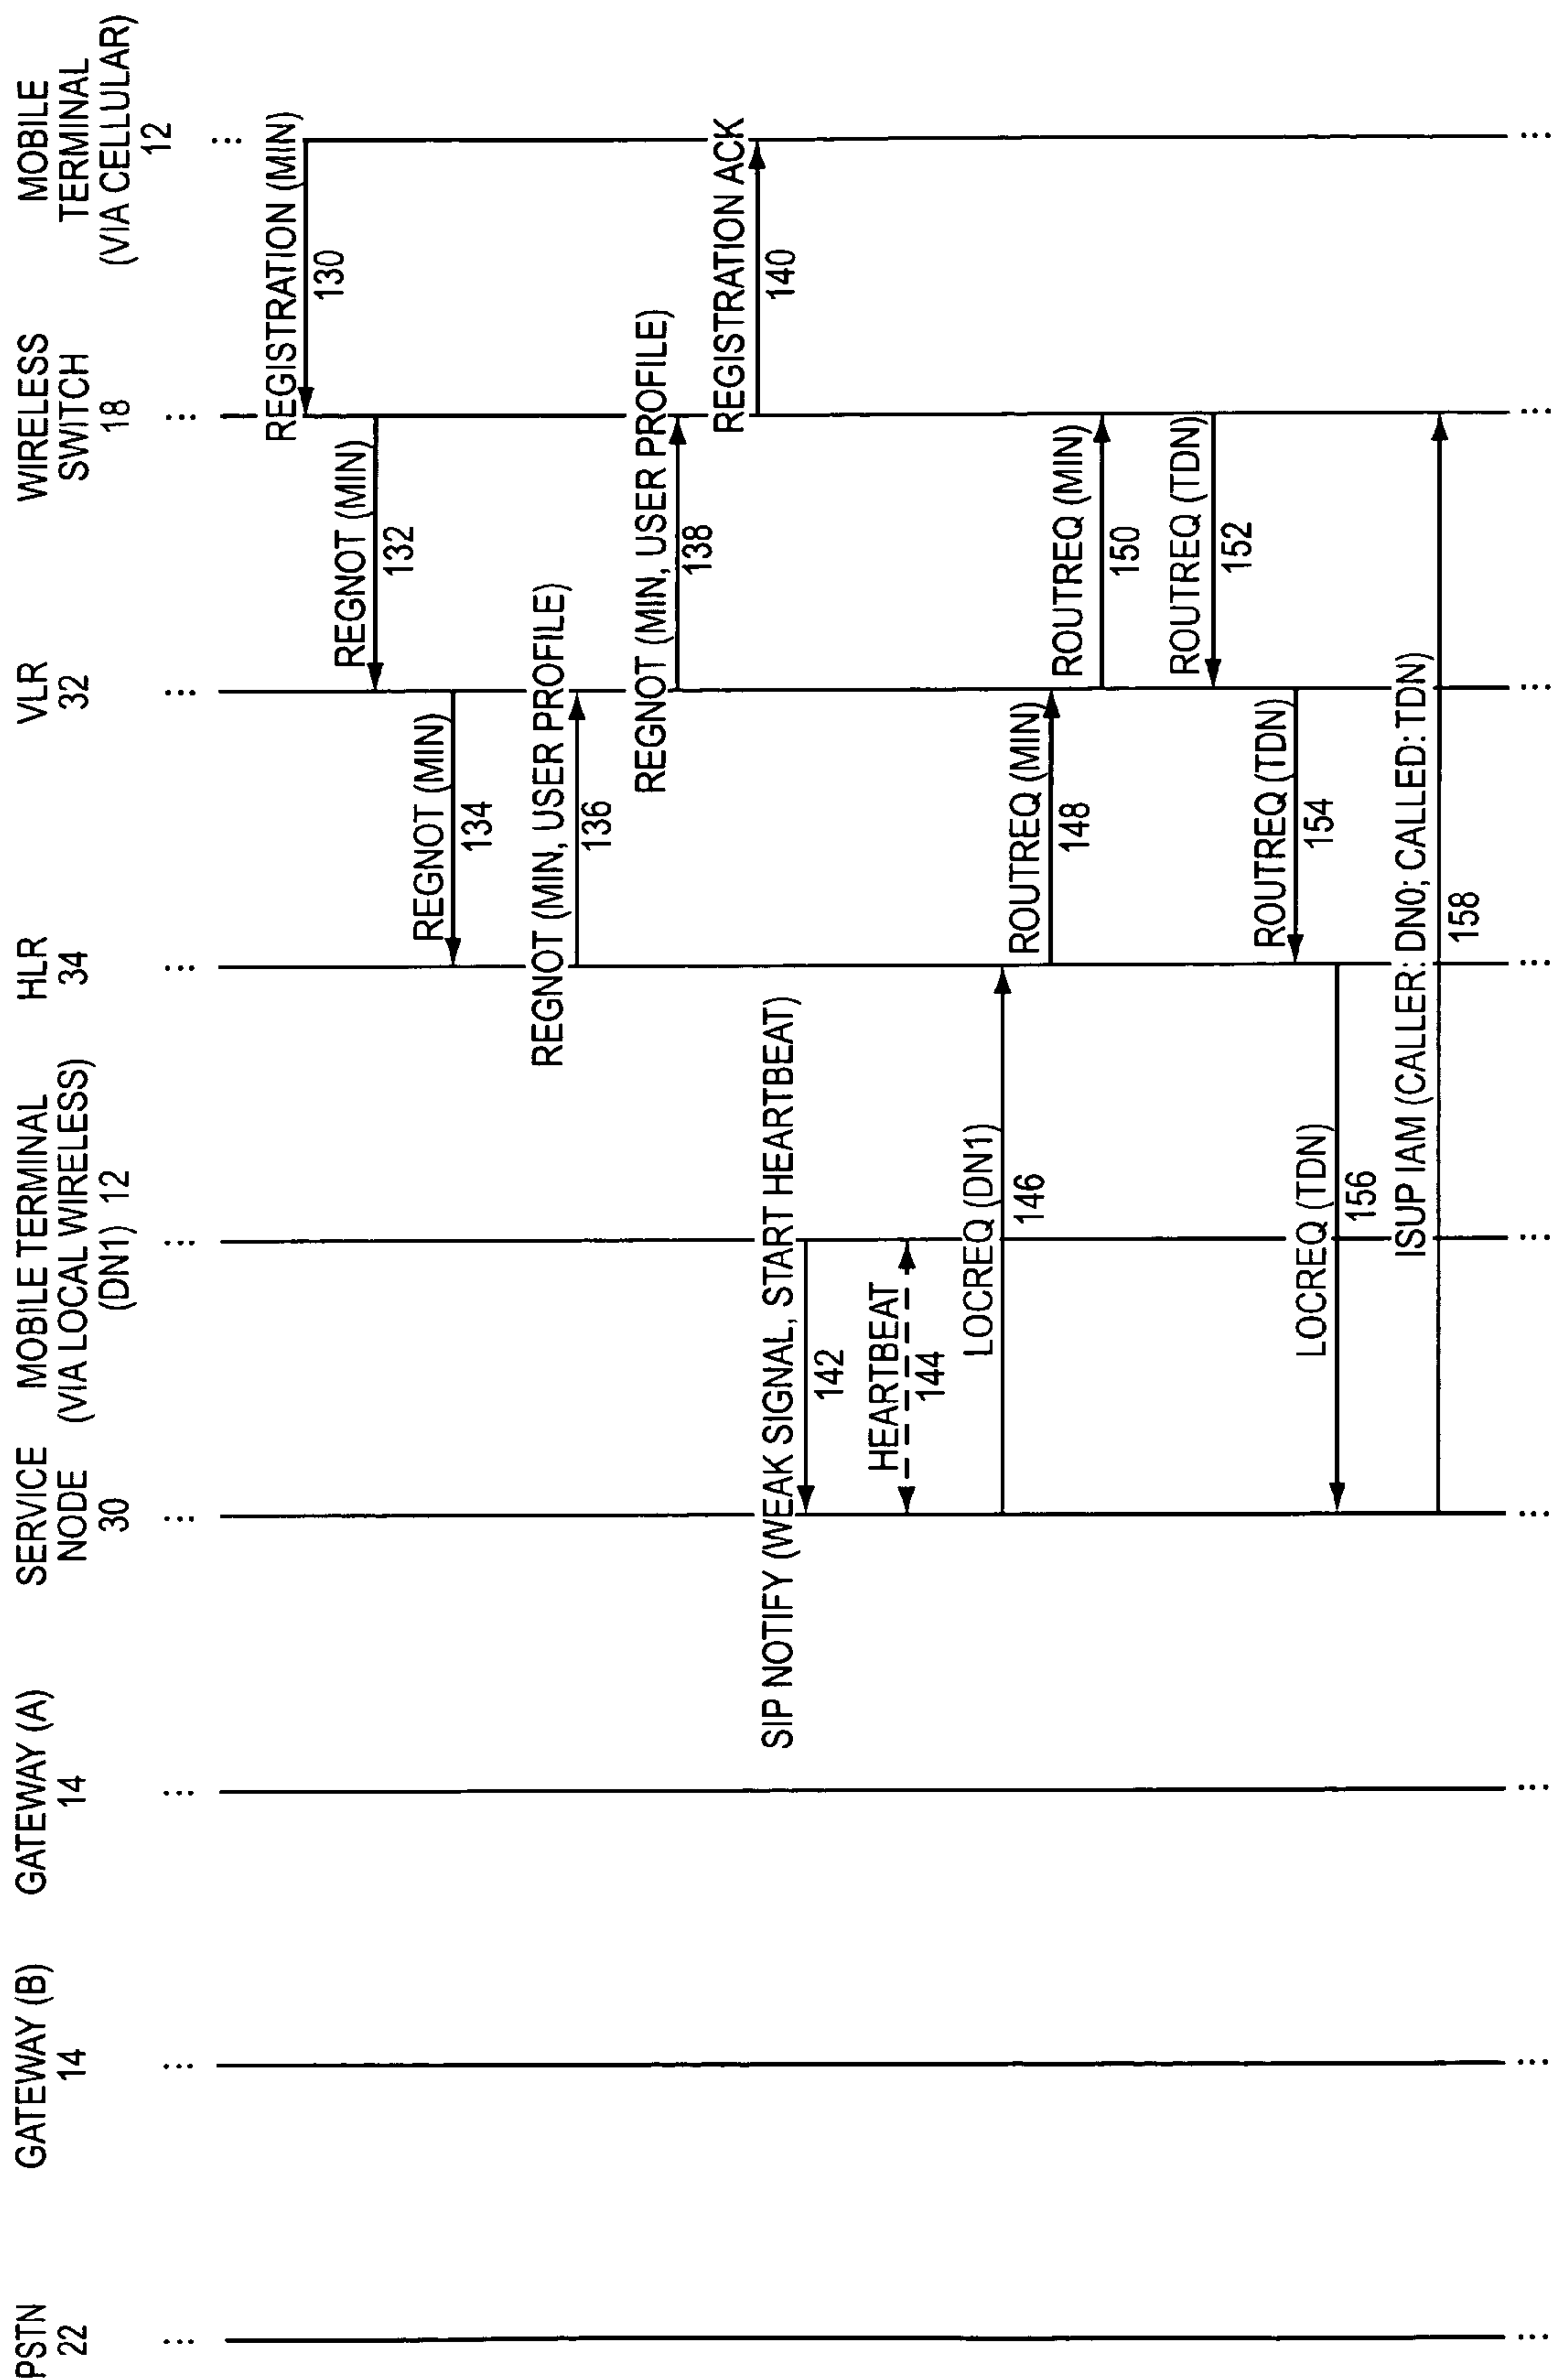 PSTN
22
GATEWAY (B)
14
GATEWAY (A)
14
SERVICE
NODE
30
MOBILE TERMINAL
(VIA LOCAL WIRELESS)
(DN1) 12
HLR
34
VLR
32
WIRELESS
SWITCH
18
MOBILE
TERMINAL
(VIA CELLULAR)
12
REGISTRATION (MIN)
130
REGNOT (MIN)
132
REGNOT (MIN)
134
REGNOT (MIN, USER PROFILE)
136
REGNOT (MIN, USER PROFILE)
138
REGISTRATION ACK
140
SIP NOTIFY (WEAK SIGNAL, START HEARTBEAT)
142
HEARTBEAT
144
LOCREQ (DN1)
146
ROUTREQ (MIN)
148
ROUTREQ (MIN)
150
ROUTREQ (TDN)
152
ROUTREQ (TDN)
154
LOCREQ (TDN)
156
ISUP IAM (CALLER: DN0; CALLED: TDN)
158